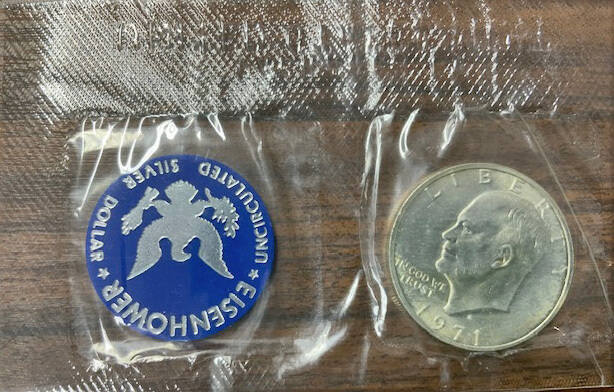 EISENHOWER
UNCIRCULATED SILVER DOLLAR
LIBERTY
IN GOD WE
TRUST
1971